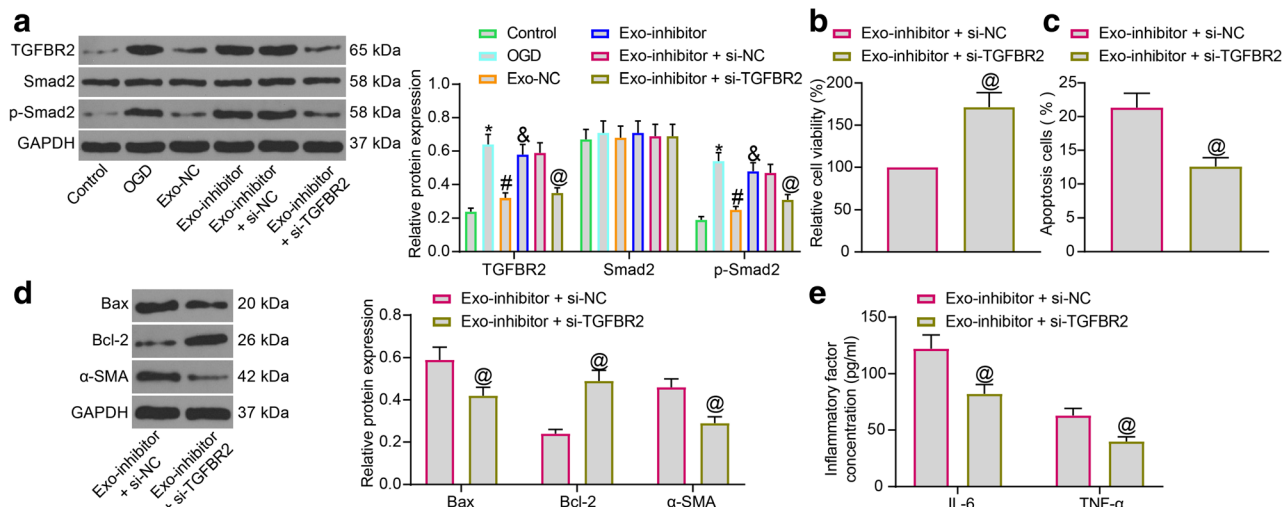 a
TGFBR2
65 kDa
Smad2
58 kDa
p-Smad2
58 kDa
GAPDH
37 kDa
Control
OGD
Exo-NC
Exo-inhibitor
Exo-inhibitor
+ si-NC
Exo-inhibitor
+ si-TGFBR2
Control
OGD
Exo-NC
Exo-inhibitor
Exo-inhibitor + si-NC
Exo-inhibitor + si-TGFBR2
Relative protein expression
1.0
0.8
0.6
0.4
0.2
0.0
*
#
&
@
*
#
&
@
TGFBR2
Smad2
p-Smad2
b
Exo-inhibitor + si-NC
Exo-inhibitor + si-TGFBR2
Relative cell viability (%)
200
150
100
50
0
@
c
Exo-inhibitor + si-NC
Exo-inhibitor + si-TGFBR2
Apoptosis cells ( % )
25
20
15
10
5
0
@
d
Bax
20 kDa
Bcl-2
26 kDa
α-SMA
42 kDa
GAPDH
37 kDa
Exo-inhibitor
+ si-NC
Exo-inhibitor
+ si-TGFBR2
Exo-inhibitor + si-NC
Exo-inhibitor + si-TGFBR2
Relative protein expression
0.8
0.6
0.4
0.2
0.0
@
@
@
Bax
Bcl-2
α-SMA
e
Exo-inhibitor + si-NC
Exo-inhibitor + si-TGFBR2
Inflammatory factor
concentration (pg/ml)
150
100
50
0
@
@
IL-6
TNF-α